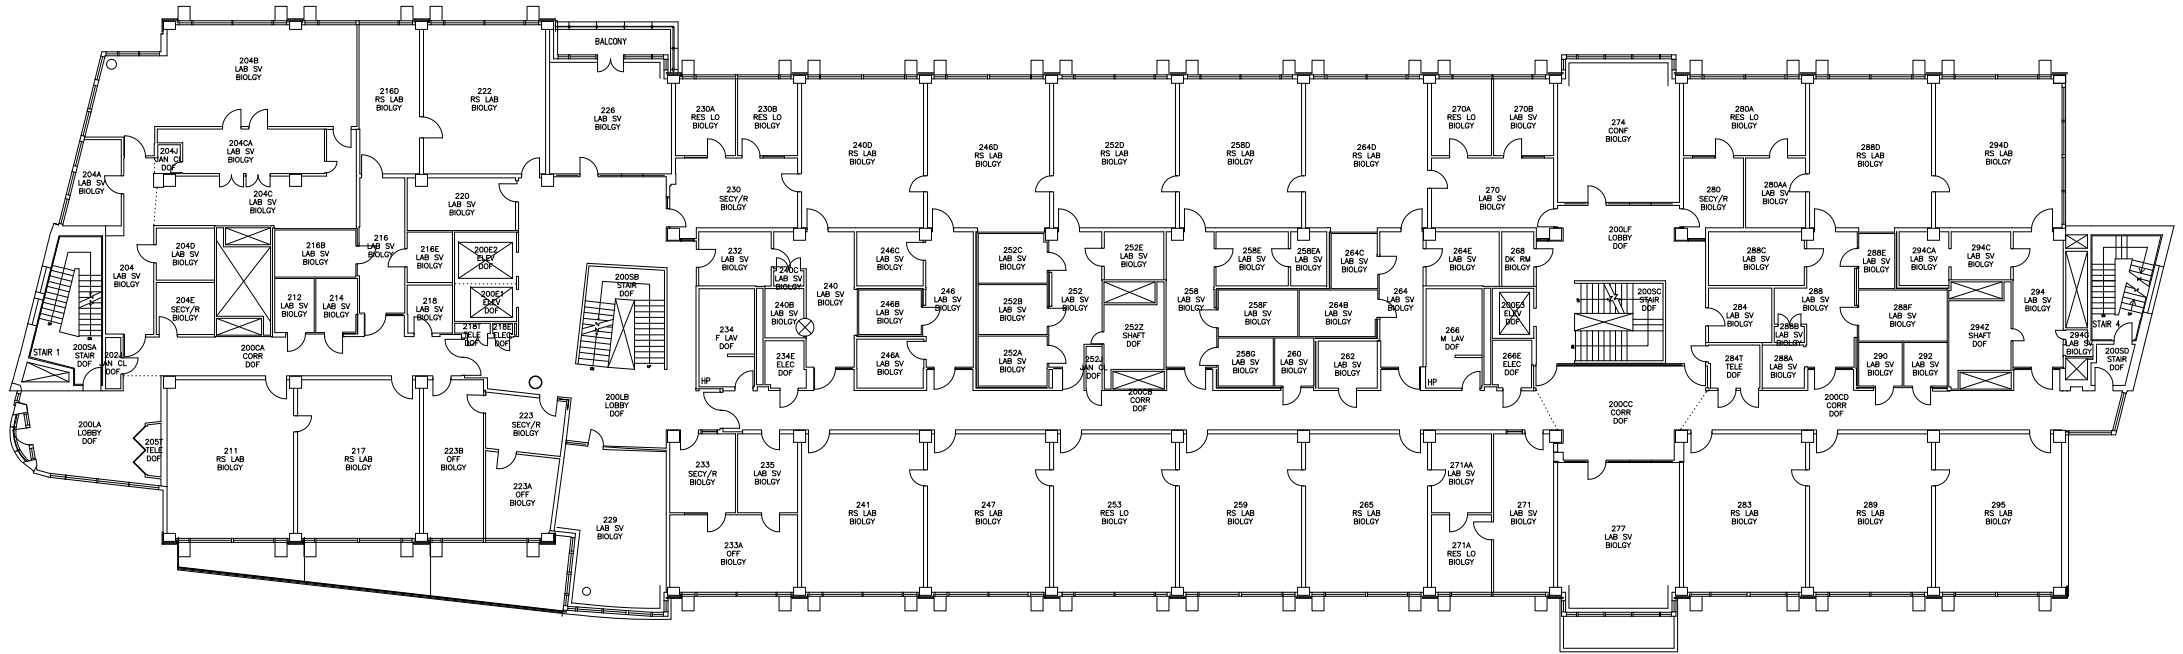 BALCONY
204B
LAB SV
BIOLGY
216D
RS LAB
BIOLGY
222
RS LAB
BIOLGY
226
LAB SV
BIOLGY
230A
RES LO
BIOLGY
230B
RES LO
BIOLGY
240D
RS LAB
BIOLGY
246D
RS LAB
BIOLGY
252D
RS LAB
BIOLGY
258D
RS LAB
BIOLGY
264D
RS LAB
BIOLGY
270A
RES LO
BIOLGY
270B
LAB SV
BIOLGY
274
CONF
BIOLGY
280A
RES LO
BIOLGY
288D
RS LAB
BIOLGY
294D
RS LAB
BIOLGY
204CA
LAB SV
BIOLGY
204J
JAN CL
DOF
204A
LAB SV
BIOLGY
204C
LAB SV
BIOLGY
220
LAB SV
BIOLGY
230
SECY/R
BIOLGY
270
LAB SV
BIOLGY
280
SECY/R
BIOLGY
280AA
LAB SV
BIOLGY
204
LAB SV
BIOLGY
204D
LAB SV
BIOLGY
216B
LAB SV
BIOLGY
216
LAB SV
BIOLGY
216E
LAB SV
BIOLGY
200E2
ELEV
DOF
232
LAB SV
BIOLGY
240C
LAB SV
BIOLGY
246C
LAB SV
BIOLGY
252C
LAB SV
BIOLGY
252E
LAB SV
BIOLGY
258E
LAB SV
BIOLGY
258EA
LAB SV
BIOLGY
264C
LAB SV
BIOLGY
264E
LAB SV
BIOLGY
268
DK RM
BIOLGY
200LF
LOBBY
DOF
288C
LAB SV
BIOLGY
288E
LAB SV
BIOLGY
294CA
LAB SV
BIOLGY
294C
LAB SV
BIOLGY
204E
SECY/R
BIOLGY
212
LAB SV
BIOLGY
214
LAB SV
BIOLGY
218
LAB SV
BIOLGY
200E1
ELEV
DOF
218T
TELE
DOF
218E
ELEC
DOF
200SB
STAIR
DOF
234
F LAV
DOF
HP
240B
LAB SV
BIOLGY
234E
ELEC
DOF
240
LAB SV
BIOLGY
246B
LAB SV
BIOLGY
246A
LAB SV
BIOLGY
246
LAB SV
BIOLGY
252B
LAB SV
BIOLGY
252A
LAB SV
BIOLGY
252
LAB SV
BIOLGY
252Z
SHAFT
DOF
252J
JAN CL
DOF
258
LAB SV
BIOLGY
258F
LAB SV
BIOLGY
264B
LAB SV
BIOLGY
258G
LAB SV
BIOLGY
260
LAB SV
BIOLGY
262
LAB SV
BIOLGY
264
LAB SV
BIOLGY
266
M LAV
DOF
HP
200E3
ELEV
DOF
266E
ELEC
DOF
200SC
STAIR
DOF
284
LAB SV
BIOLGY
284T
TELE
DOF
288
LAB SV
BIOLGY
288B
LAB SV
BIOLGY
288A
LAB SV
BIOLGY
288F
LAB SV
BIOLGY
290
LAB SV
BIOLGY
292
LAB SV
BIOLGY
294Z
SHAFT
DOF
294
LAB SV
BIOLGY
294G
LAB SV
BIOLGY
STAIR 4
200SD
STAIR
DOF
STAIR 1
200SA
STAIR
DOF
202J
JAN CL
DOF
200CA
CORR
DOF
200LB
LOBBY
DOF
200CB
CORR
DOF
200CC
CORR
DOF
200CD
CORR
DOF
200LA
LOBBY
DOF
205T
TELE
DOF
211
RS LAB
BIOLGY
217
RS LAB
BIOLGY
223B
OFF
BIOLGY
223
SECY/R
BIOLGY
223A
OFF
BIOLGY
229
LAB SV
BIOLGY
233
SECY/R
BIOLGY
235
LAB SV
BIOLGY
233A
OFF
BIOLGY
241
RS LAB
BIOLGY
247
RS LAB
BIOLGY
253
RES LO
BIOLGY
259
RS LAB
BIOLGY
265
RS LAB
BIOLGY
271AA
LAB SV
BIOLGY
271A
RES LO
BIOLGY
271
LAB SV
BIOLGY
277
LAB SV
BIOLGY
283
RS LAB
BIOLGY
289
RS LAB
BIOLGY
295
RS LAB
BIOLGY